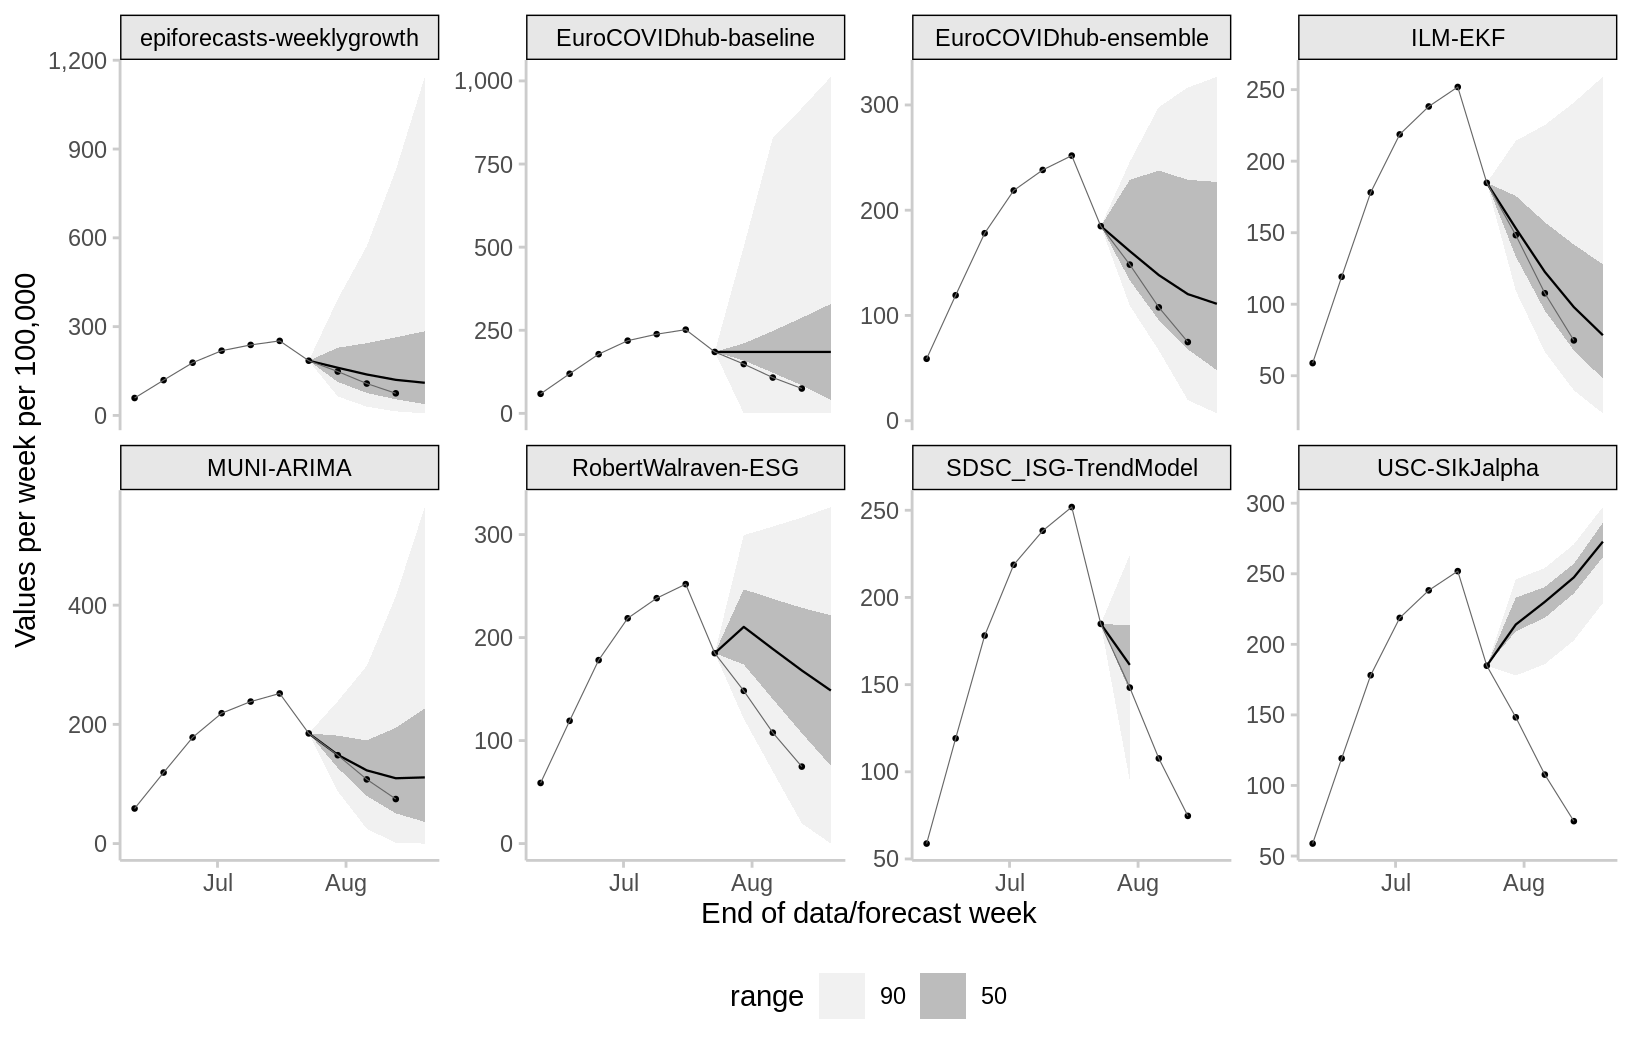 epiforecasts-weeklygrowth
EuroCOVIDhub-baseline
EuroCOVIDhub-ensemble
ILM-EKF
1,200
900
600
300
0
1,000
750
500
250
0
300
200
100
0
250
200
150
100
50
Values per week per 100,000
MUNI-ARIMA
RobertWalraven-ESG
SDSC_ISG-TrendModel
USC-SIkJalpha
400
200
0
300
200
100
0
250
200
150
100
50
300
250
200
150
100
50
Jul Aug
Jul Aug
Jul Aug
Jul Aug
End of data/forecast week
range 90 50